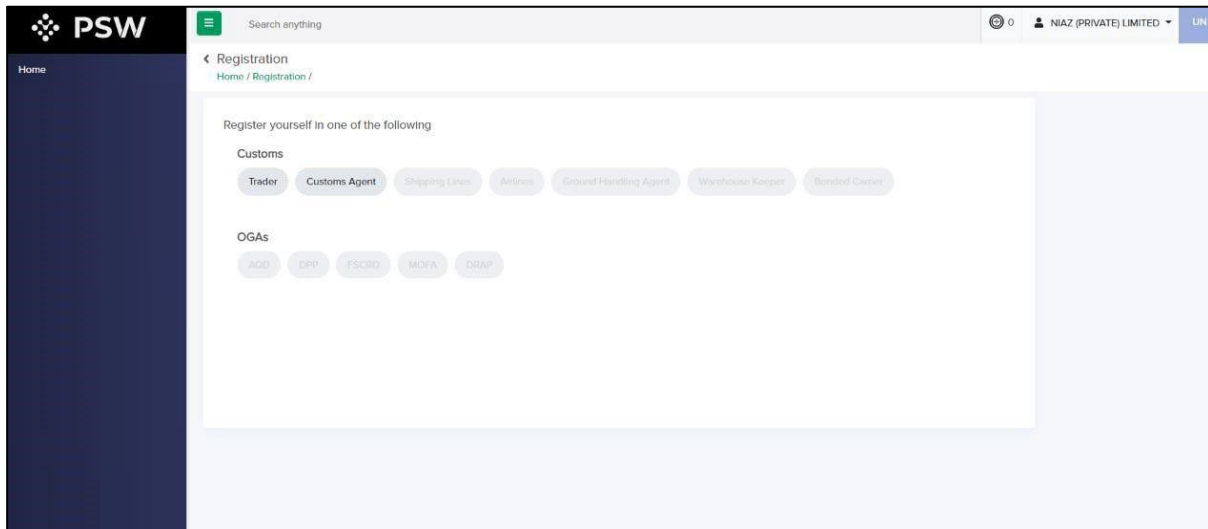 PSW
Search anything
0
NIAZ (PRIVATE) LIMITED
UN
Home
Registration
Home / Registration /
Register yourself in one of the following
Customs
Trader Customs Agent Shipping Lines Airlines Ground Handling Agent Warehouse Keeper Bonded Carrier
OGAs
AQD DPP FSCRD MOFA DRAP